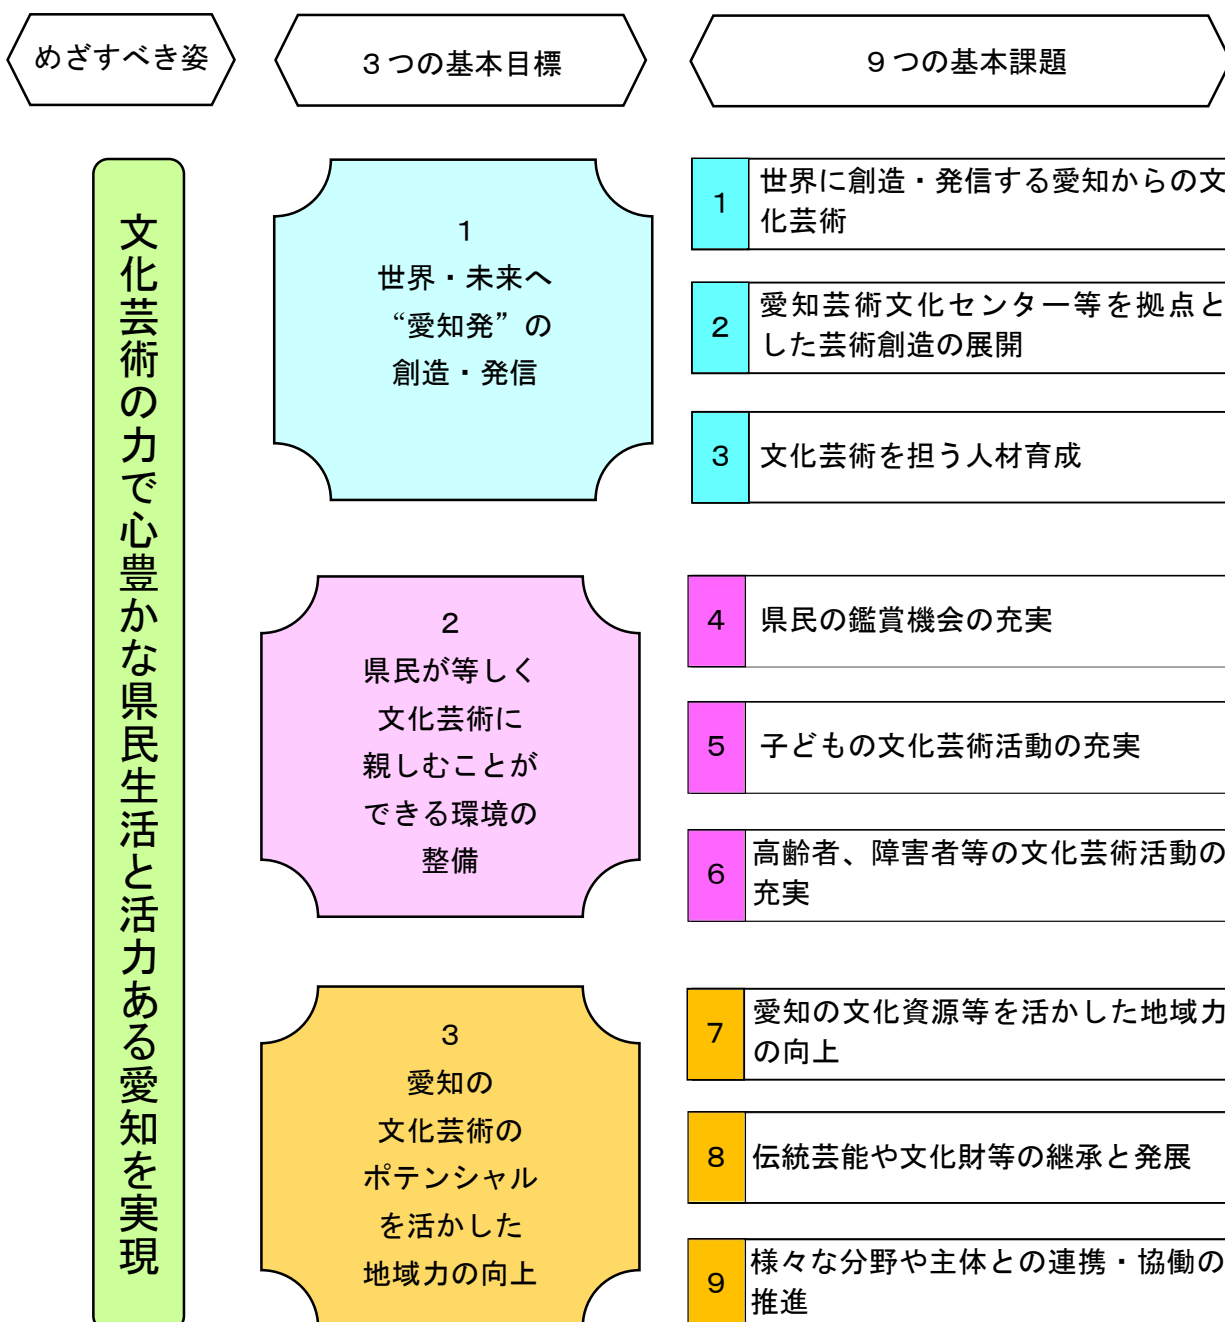 めざすべき姿
3つの基本目標
9つの基本課題
文化芸術の力で心豊かな県民生活と活力ある愛知を実現
1
世界・未来へ
“愛知発”の
創造・発信
1
世界に創造・発信する愛知からの文
化芸術
2
愛知芸術文化センター等を拠点と
した芸術創造の展開
3
文化芸術を担う人材育成
2
県民が等しく
文化芸術に
親しむことが
できる環境の
整備
4
県民の鑑賞機会の充実
5
子どもの文化芸術活動の充実
6
高齢者、障害者等の文化芸術活動の
充実
3
愛知の
文化芸術の
ポテンシャル
を活かした
地域力の向上
7
愛知の文化資源等を活かした地域力
の向上
8
伝統芸能や文化財等の継承と発展
9
様々な分野や主体との連携・協働の
推進